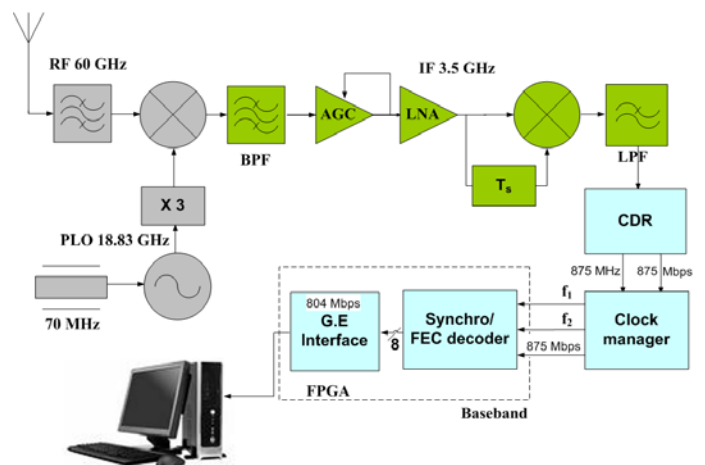 RF 60 GHz
IF 3.5 GHz
AGC
LNA
BPF
LPF
Ts
X 3
CDR
PLO 18.83 GHz
875 MHz
875 Mbps
70 MHz
804 Mbps
G.E
Interface
8
Synchro/
FEC decoder
f1
f2
875 Mbps
Clock
manager
FPGA
Baseband